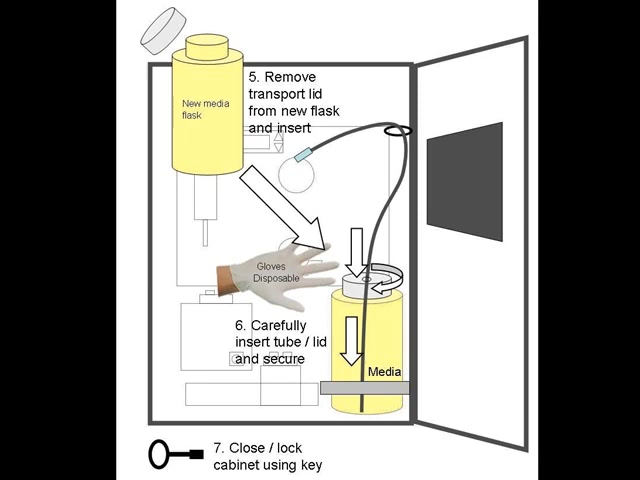 New media
flask
5. Remove
transport lid
from new flask
and insert
Gloves
Disposable
6. Carefully
insert tube / lid
and secure
Media
7. Close / lock
cabinet using key